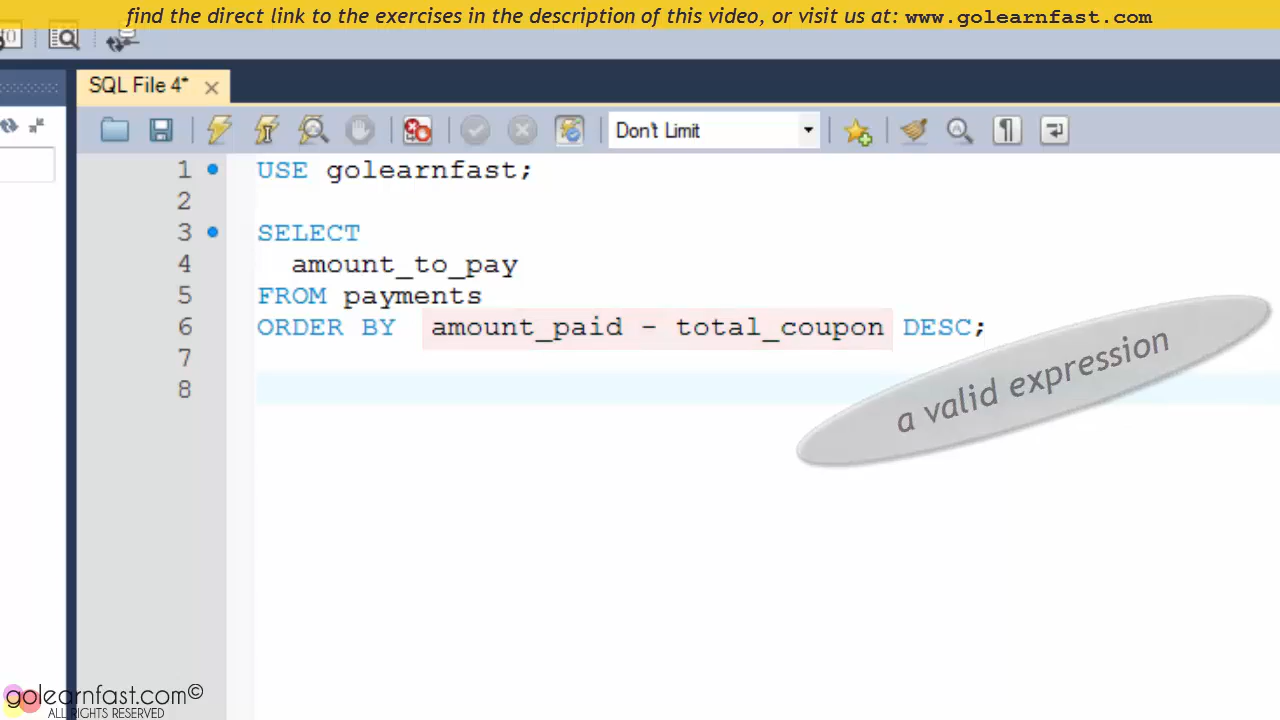 find the direct link to the exercises in the description of this video, or visit us at: www.golearnfast.com
SQL File 4*
Don't Limit
1 USE golearnfast;
2
3 SELECT
4 amount_to_pay
5 FROM payments
6 ORDER BY amount_paid - total_coupon DESC;
7
8
a valid expression
golearnfast.com©
ALL RIGHTS RESERVED